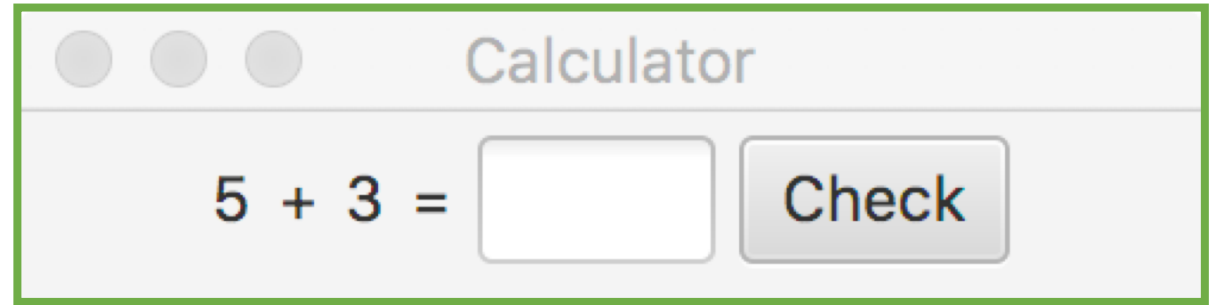 Calculator
5 + 3 = Check